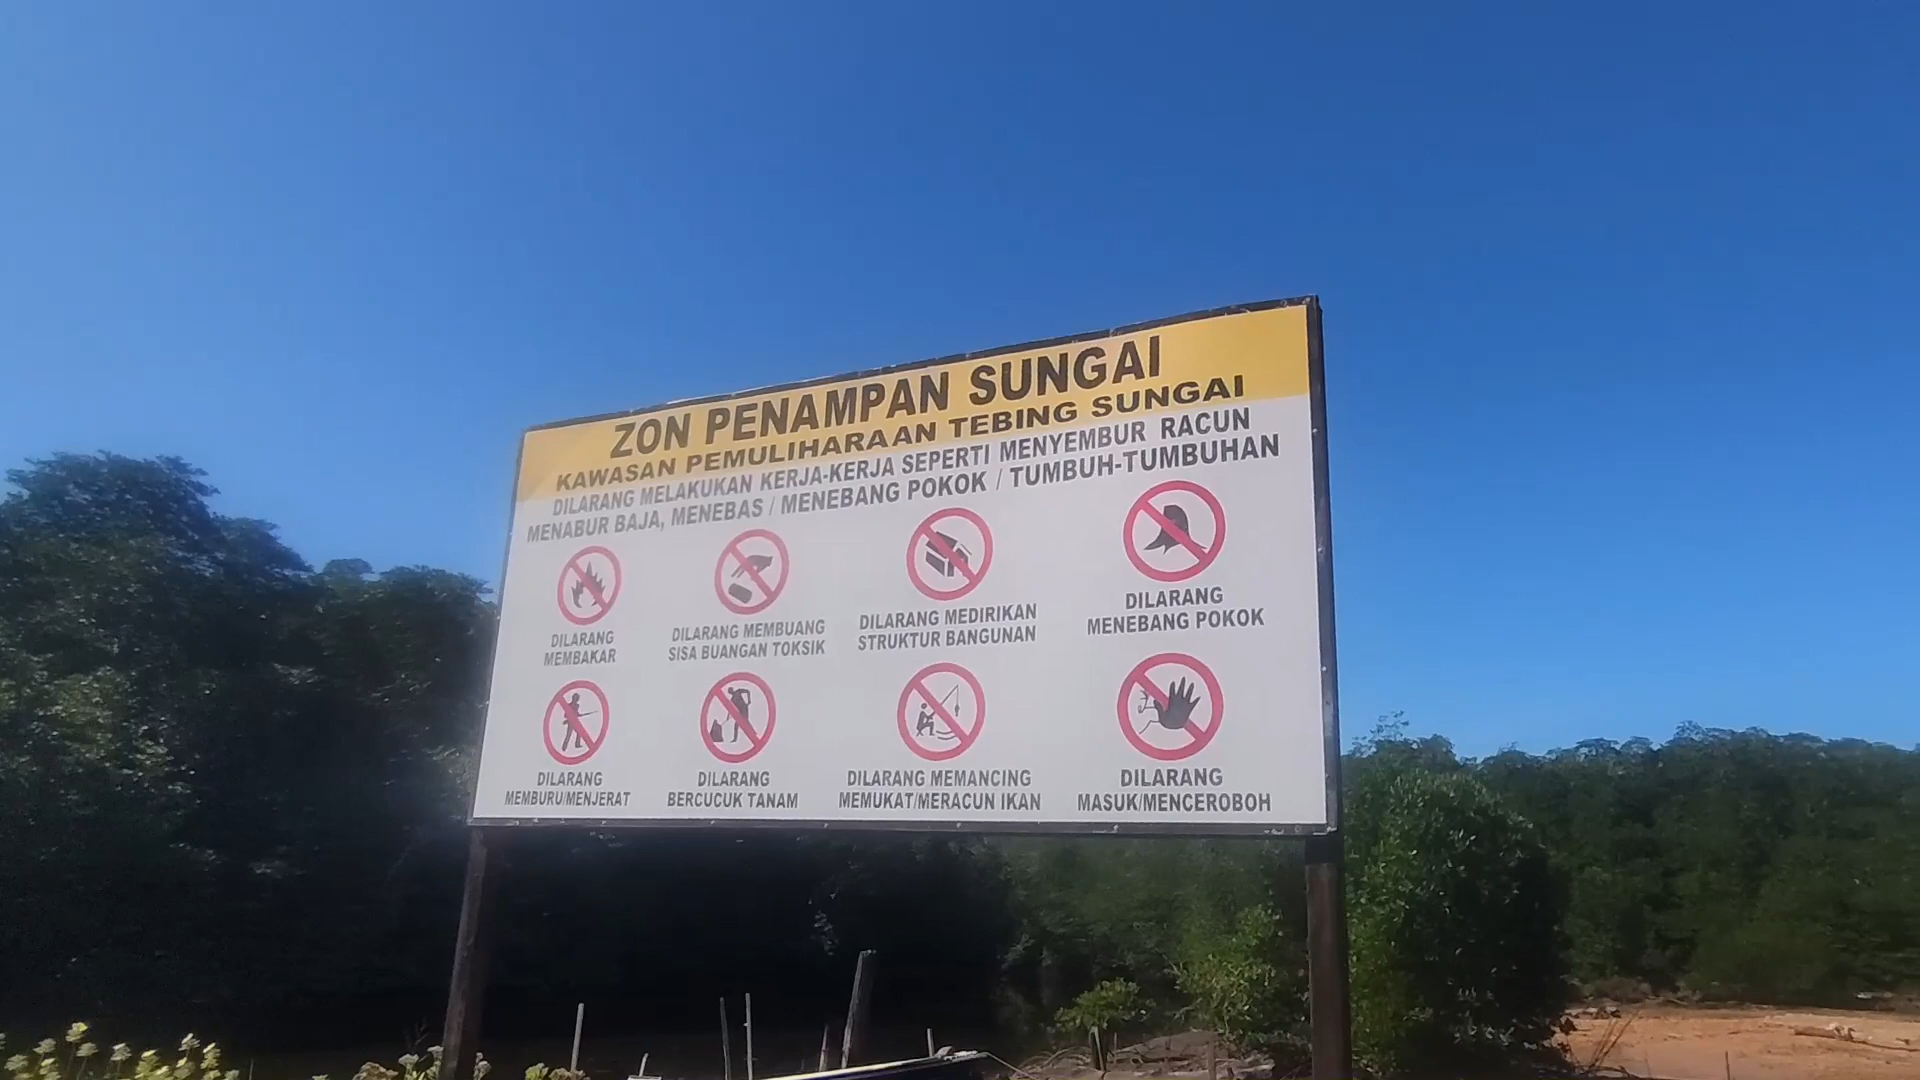 ZON PENAMPAN SUNGAI
KAWASAN PEMULIHARAAN TEBING SUNGAI
DILARANG MELAKUKAN KERJA-KERJA SEPERTI MENYEMBUR RACUN
MENABUR BAJA, MENEBAS / MENEBANG POKOK / TUMBUH-TUMBUHAN
DILARANG
MEMBAKAR
DILARANG MEMBUANG
SISA BUANGAN TOKSIK
DILARANG MEDIRIKAN
STRUKTUR BANGUNAN
DILARANG
MENEBANG POKOK
DILARANG
MEMBURU/MENJERAT
DILARANG
BERCUCUK TANAM
DILARANG MEMANCING
MEMUKAT/MERACUN IKAN
DILARANG
MASUK/MENCEROBOH